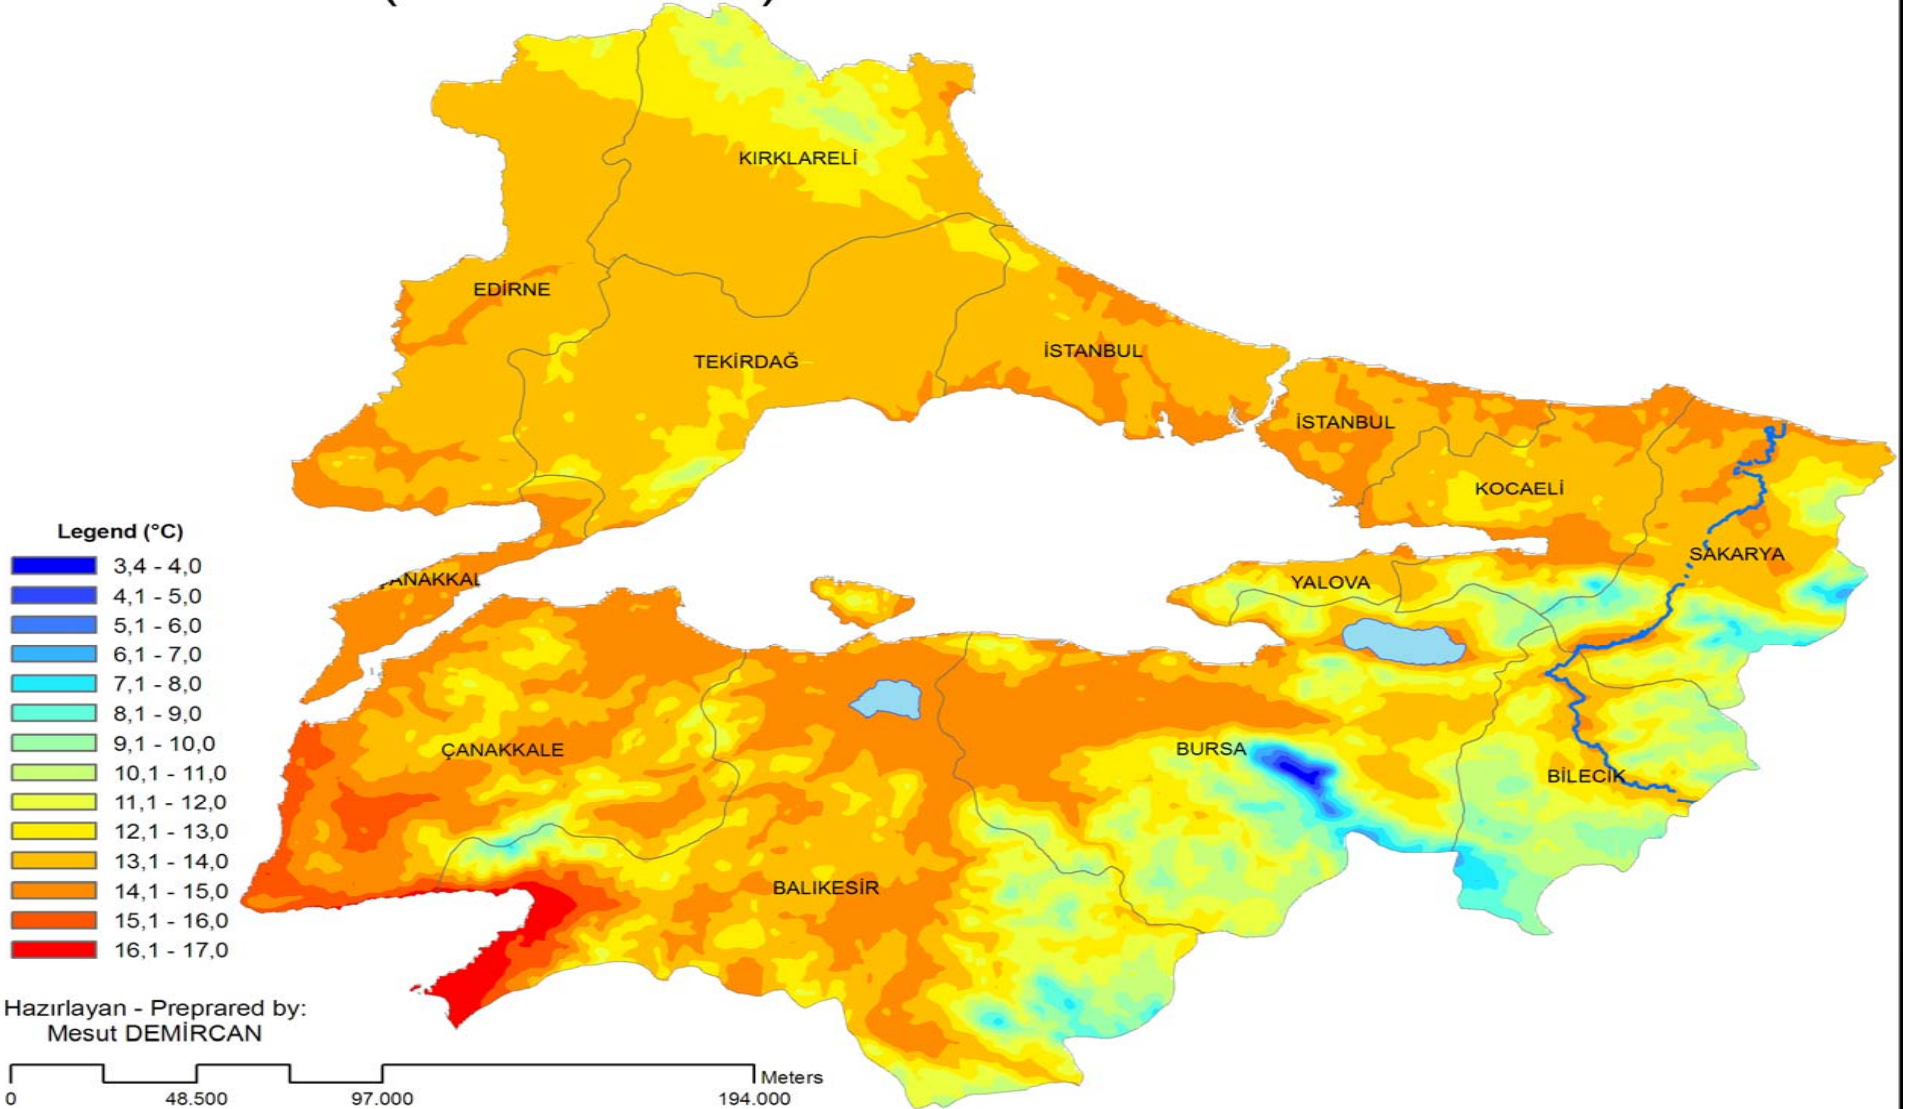 KIRKLARELİ
EDİRNE
TEKİRDAĞ
İSTANBUL
İSTANBUL
KOCAELİ
SAKARYA
YALOVA
ANAKKAL
ÇANAKKALE
BURSA
BİLECİK
BALIKESİR
Legend (°C)
3,4 - 4,0
4,1 - 5,0
5,1 - 6,0
6,1 - 7,0
7,1 - 8,0
8,1 - 9,0
9,1 - 10,0
10,1 - 11,0
11,1 - 12,0
12,1 - 13,0
13,1 - 14,0
14,1 - 15,0
15,1 - 16,0
16,1 - 17,0
Hazırlayan - Preprared by:
Mesut DEMİRCAN
Meters
0 48.500 97.000 194.000